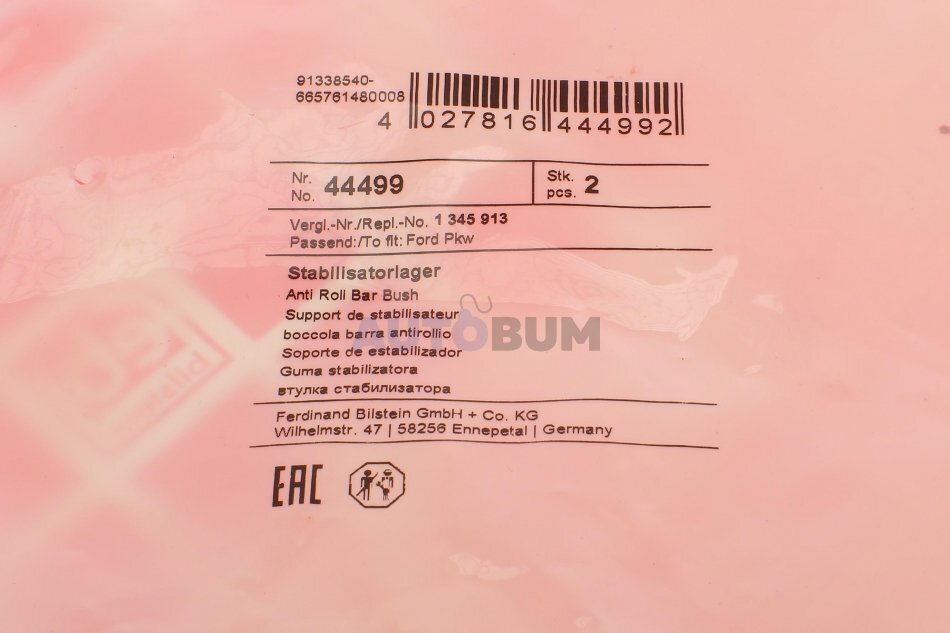 91338540-
665761480008
4 027816 444992
Nr.
No. 44499
Stk.
pcs. 2
Vergl.-Nr./Repl.-No. 1 345 913
Passend:/To fit: Ford Pkw
Stabilisatorlager
Anti Roll Bar Bush
Support de stabilisateur
boccola barra antirollio
AUTOBUM
Soporte de estabilizador
Guma stabilizatora
втулка стабилизатора
Ferdinand Bilstein GmbH + Co. KG
Wilhelmstr. 47 | 58256 Ennepetal | Germany
EAC